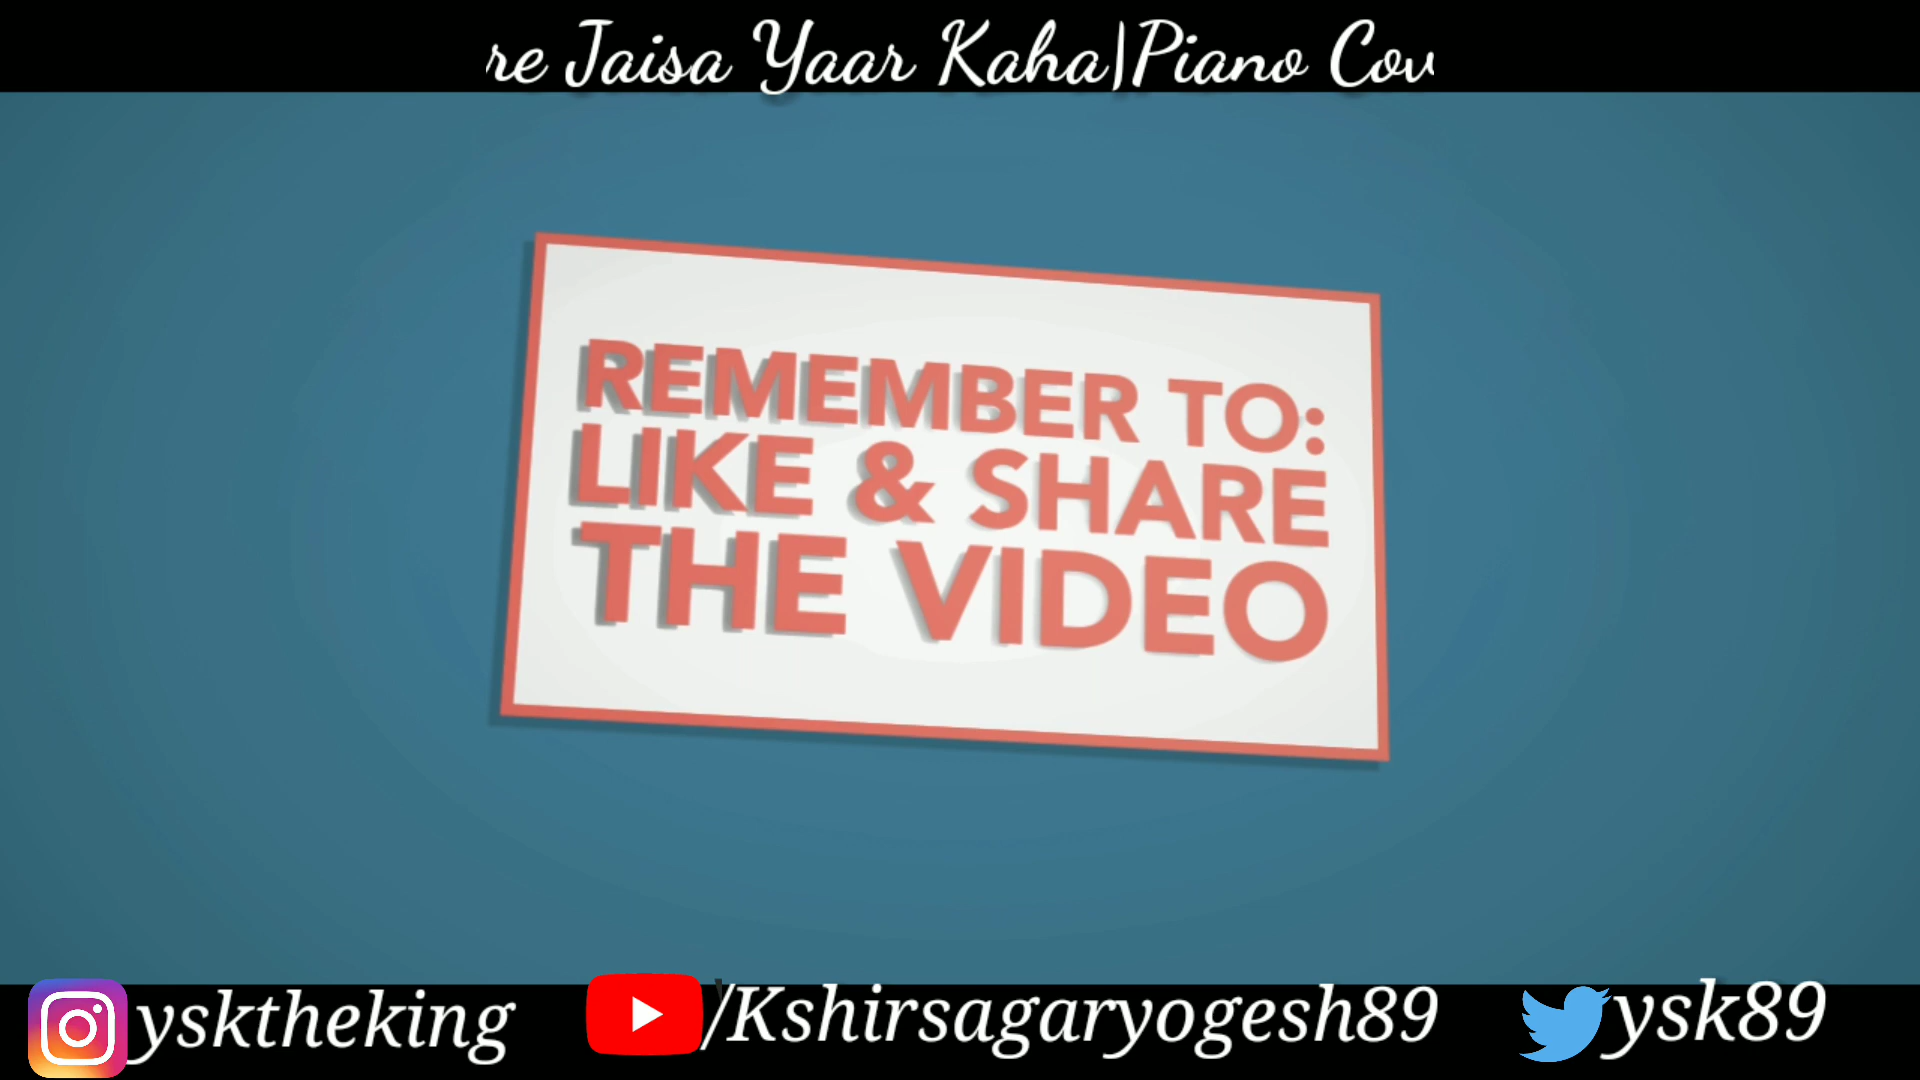 re Jaisa Yaar Kaha|Piano Cov
REMEMBER TO:
LIKE & SHARE
THE VIDEO
ysktheking
/Kshirsagaryogesh89
ysk89